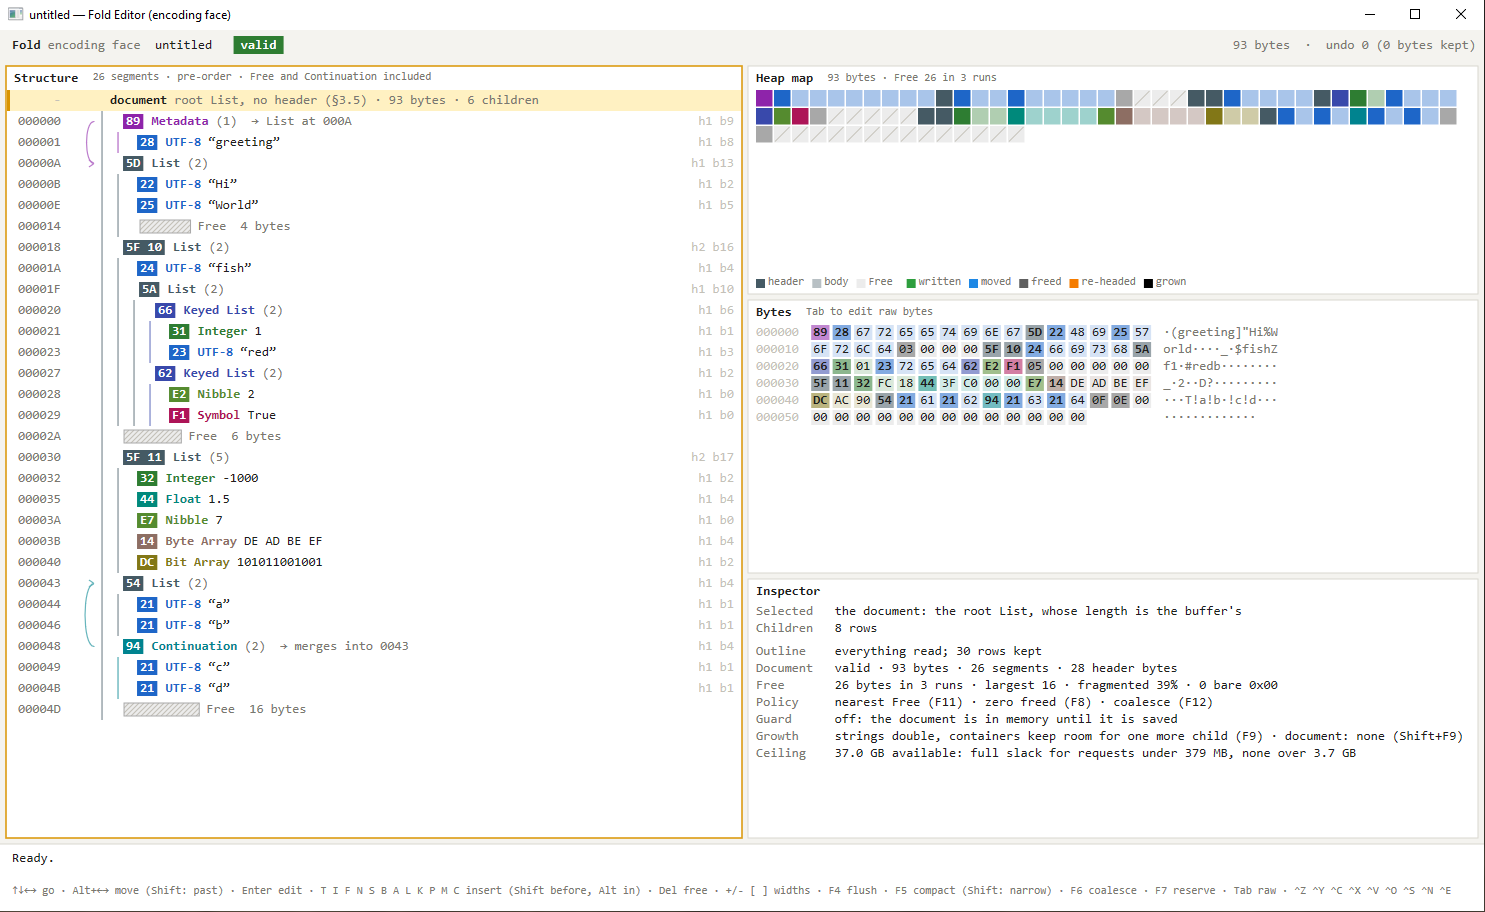 untitled — Fold Editor (encoding face)
Fold encoding face untitled valid
93 bytes · undo 0 (0 bytes kept)
Structure 26 segments · pre-order · Free and Continuation included
- document root List, no header (§3.5) · 93 bytes · 6 children
000000 89 Metadata (1) → List at 000A h1 b9
000001 28 UTF-8 “greeting” h1 b8
00000A 5D List (2) h1 b13
00000B 22 UTF-8 “Hi” h1 b2
00000E 25 UTF-8 “World” h1 b5
000014 Free 4 bytes
000018 5F 10 List (2) h2 b16
00001A 24 UTF-8 “fish” h1 b4
00001F 5A List (2) h1 b10
000020 66 Keyed List (2) h1 b6
000021 31 Integer 1 h1 b1
000023 23 UTF-8 “red” h1 b3
000027 62 Keyed List (2) h1 b2
000028 E2 Nibble 2 h1 b0
000029 F1 Symbol True h1 b0
00002A Free 6 bytes
000030 5F 11 List (5) h2 b17
000032 32 Integer -1000 h1 b2
000035 44 Float 1.5 h1 b4
00003A E7 Nibble 7 h1 b0
00003B 14 Byte Array DE AD BE EF h1 b4
000040 DC Bit Array 101011001001 h1 b2
000043 54 List (2) h1 b4
000044 21 UTF-8 “a” h1 b1
000046 21 UTF-8 “b” h1 b1
000048 94 Continuation (2) → merges into 0043 h1 b4
000049 21 UTF-8 “c” h1 b1
00004B 21 UTF-8 “d” h1 b1
00004D Free 16 bytes
Heap map 93 bytes · Free 26 in 3 runs
header body Free written moved freed re-headed grown
Bytes Tab to edit raw bytes
000000 89 28 67 72 65 65 74 69 6E 67 5D 22 48 69 25 57 ·(greeting]"Hi%W
000010 6F 72 6C 64 03 00 00 00 5F 10 24 66 69 73 68 5A orld····_·$fishZ
000020 66 31 01 23 72 65 64 62 E2 F1 05 00 00 00 00 00 f1·#redb········
000030 5F 11 32 FC 18 44 3F C0 00 00 E7 14 DE AD BE EF _·2··D?·········
000040 DC AC 90 54 21 61 21 62 94 21 63 21 64 0F 0E 00 ···T!a!b·!c!d···
000050 00 00 00 00 00 00 00 00 00 00 00 00 00 ·············
Inspector
Selected the document: the root List, whose length is the buffer's
Children 8 rows
Outline everything read; 30 rows kept
Document valid · 93 bytes · 26 segments · 28 header bytes
Free 26 bytes in 3 runs · largest 16 · fragmented 39% · 0 bare 0x00
Policy nearest Free (F11) · zero freed (F8) · coalesce (F12)
Guard off: the document is in memory until it is saved
Growth strings double, containers keep room for one more child (F9) · document: none (Shift+F9)
Ceiling 37.0 GB available: full slack for requests under 379 MB, none over 3.7 GB
Ready.
↑↓←→ go · Alt+←→ move (Shift: past) · Enter edit · T I F N S B A L K P M C insert (Shift before, Alt in) · Del free · +/- [ ] widths · F4 flush · F5 compact (Shift: narrow) · F6 coalesce · F7 reserve · Tab raw · ^Z ^Y ^C ^X ^V ^O ^S ^N ^E